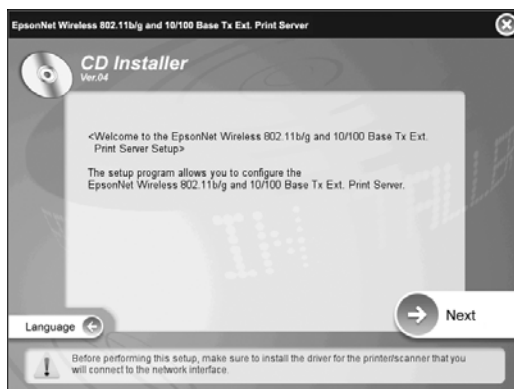 EpsonNet Wireless 802.11b/g and 10/100 Base Tx Ext. Print Server
CD Installer
Ver.04
<Welcome to the EpsonNet Wireless 802.11b/g and 10/100 Base Tx Ext.
Print Server Setup>
The setup program allows you to configure the
EpsonNet Wireless 802.11b/g and 10/100 Base Tx Ext. Print Server.
Language
Next
Before performing this setup, make sure to install the driver for the printer/scanner that you
will connect to the network interface.